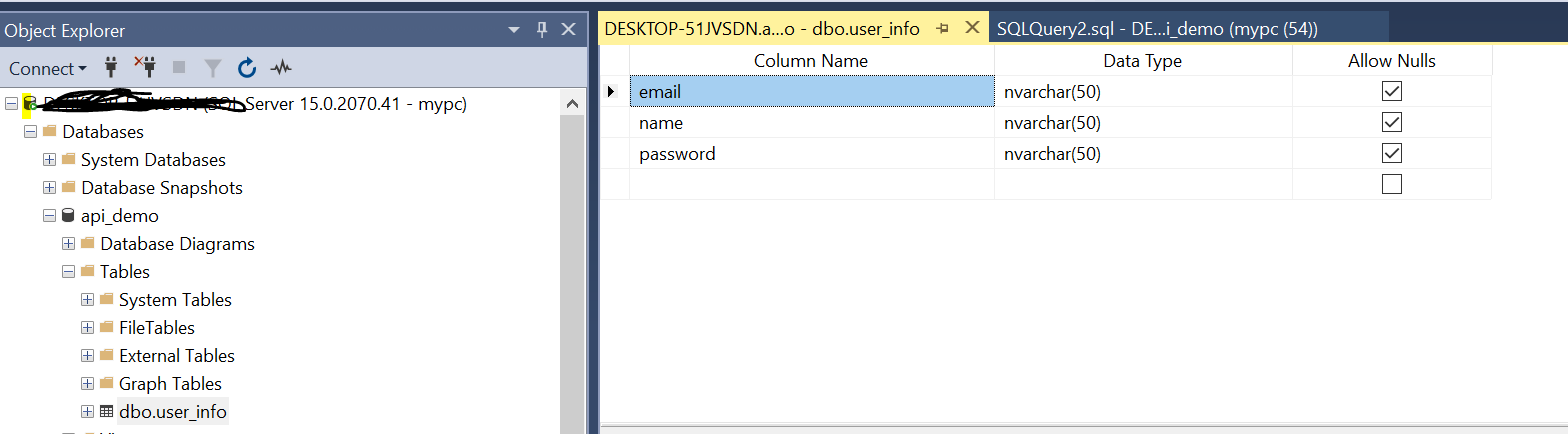 Object Explorer
Connect
Server 15.0.2070.41 - mypc)
Databases
System Databases
Database Snapshots
api_demo
Database Diagrams
Tables
System Tables
FileTables
External Tables
Graph Tables
dbo.user_info
DESKTOP-51JVSDN.a...o - dbo.user_info
SQLQuery2.sql - DE...i_demo (mypc (54))
Column Name Data Type Allow Nulls
email nvarchar(50)
name nvarchar(50)
password nvarchar(50)